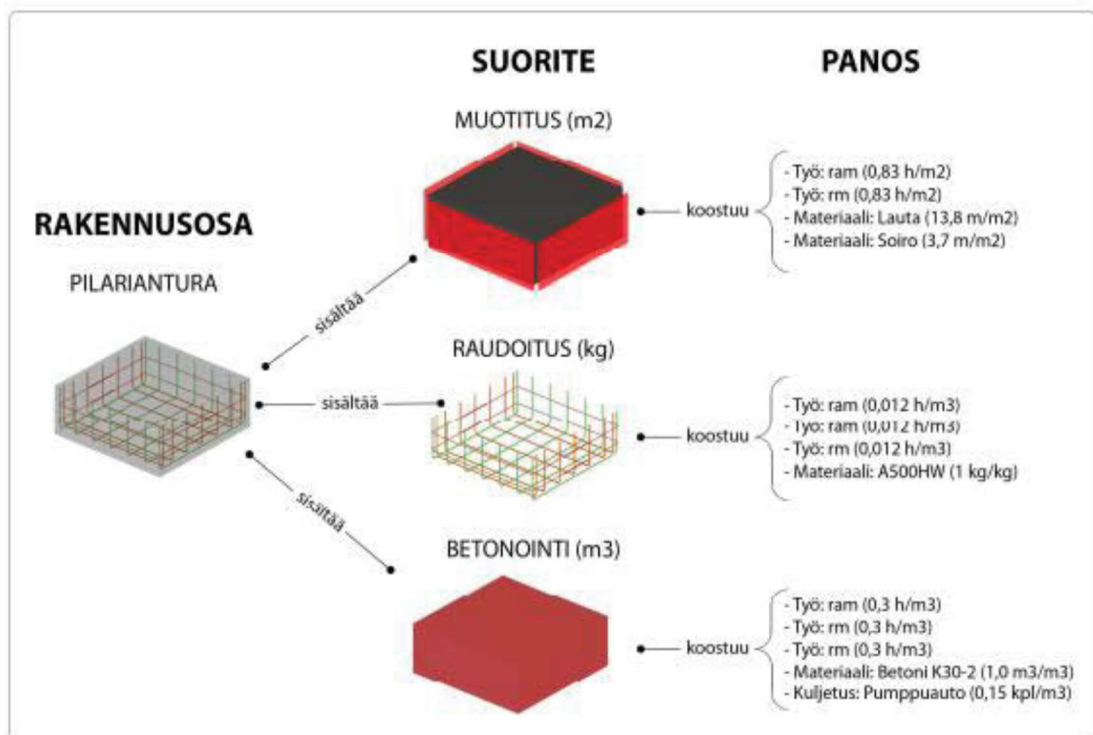 SUORITE
PANOS
MUOTITUS (m2)
- Työ: ram (0,83 h/m2)
- Työ: rm (0,83 h/m2)
- Materiaali: Lauta (13,8 m/m2)
- Materiaali: Soiro (3,7 m/m2)
koostuu
RAKENNUSOSA
PILARIANTURA
sisältää
RAUDOITUS (kg)
sisältää
koostuu
- Työ: ram (0,012 h/m3)
- Työ: ram (0,012 h/m3)
- Työ: rm (0,012 h/m3)
- Materiaali: A500HW (1 kg/kg)
sisältää
BETONOINTI (m3)
koostuu
- Työ: ram (0,3 h/m3)
- Työ: rm (0,3 h/m3)
- Työ: rm (0,3 h/m3)
- Materiaali: Betoni K30-2 (1,0 m3/m3)
- Kuljetus: Pumppuauto (0,15 kpl/m3)